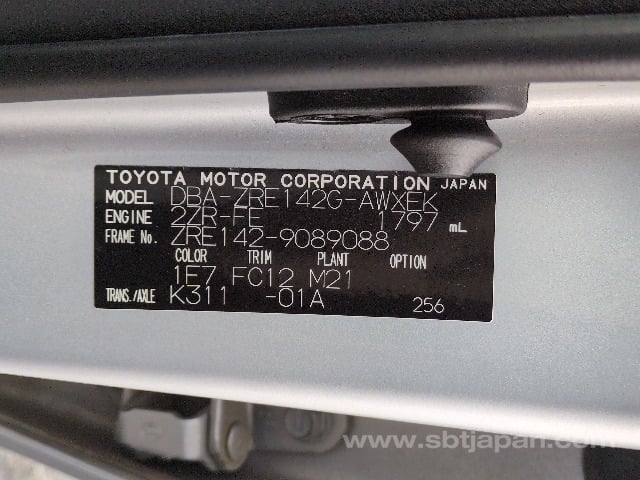 TOYOTA MOTOR CORPORATION JAPAN
MODEL DBA-ZRE142G-AWXEK
ENGINE 2ZR-FE 1797 mL
FRAME No. ZRE142-9089088
COLOR TRIM PLANT OPTION
1F7 FC12 M21
TRANS./AXLE K311 -01A 256
www.sbtjapan.com